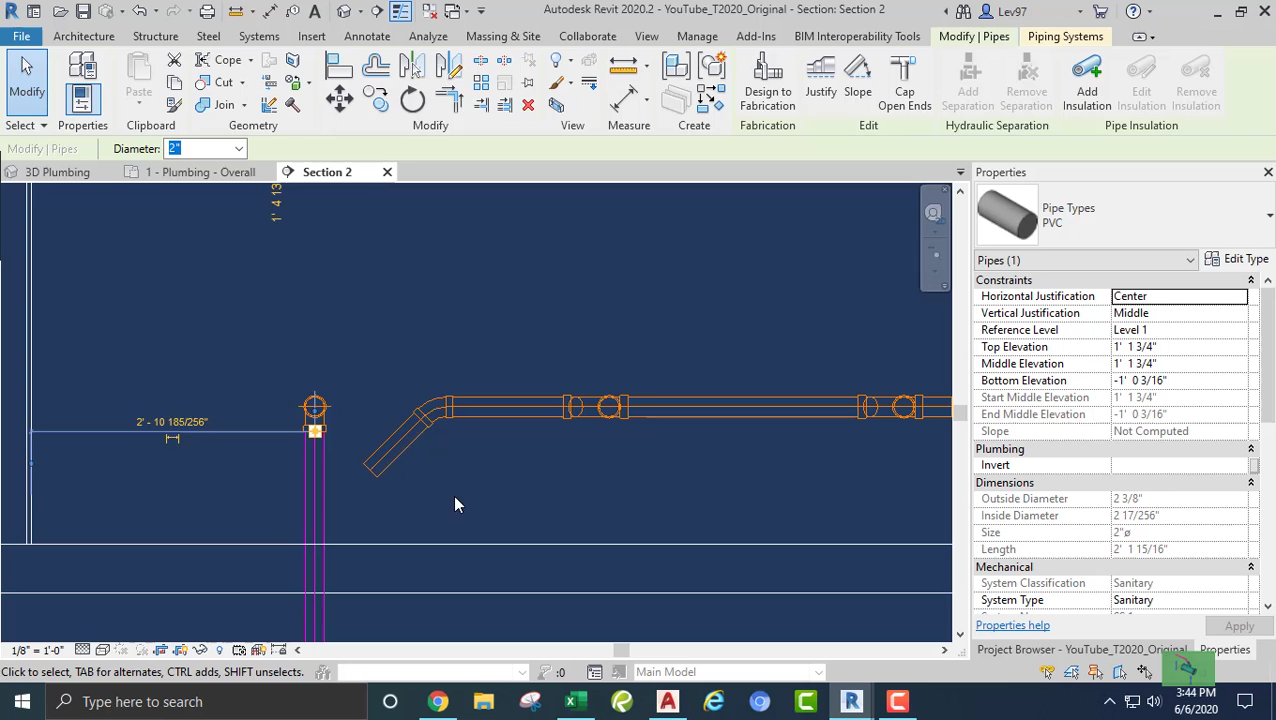 Autodesk Revit 2020.2 - YouTube_T2020_Original - Section: Section 2
Lev97
File Architecture Structure Steel Systems Insert Annotate Analyze Massing & Site Collaborate View Manage Add-Ins BIM Interoperability Tools Modify | Pipes Piping Systems
Modify Paste Cope Cut Join Design to Fabrication Justify Slope Cap Open Ends Add Separation Remove Separation Add Insulation Edit Insulation Remove Insulation
Select Properties Clipboard Geometry Modify View Measure Create Fabrication Edit Hydraulic Separation Pipe Insulation
Modify | Pipes Diameter: 2"
3D Plumbing 1 - Plumbing - Overall Section 2
1' 4 13
2' - 10 185/256"
Properties
Pipe Types
PVC
Pipes (1) Edit Type
Constraints
Horizontal Justification Center
Vertical Justification Middle
Reference Level Level 1
Top Elevation 1' 1 3/4"
Middle Elevation 1' 1 3/4"
Bottom Elevation -1' 0 3/16"
Start Middle Elevation -1' 0 3/16"
End Middle Elevation -1' 0 3/16"
Slope Not Computed
Plumbing
Invert
Dimensions
Outside Diameter 2 3/8"
Inside Diameter 2 17/256"
Size 2"ø
Length 2' 1 15/16"
Mechanical
System Classification Sanitary
System Type Sanitary
Properties help Apply
Project Browser - YouTube_T2020_Original Properties
1/8" = 1'-0"
Click to select, TAB for alternates, CTRL adds, SHIFT unselects. :0 Main Model
Type here to search
3:44 PM
6/6/2020